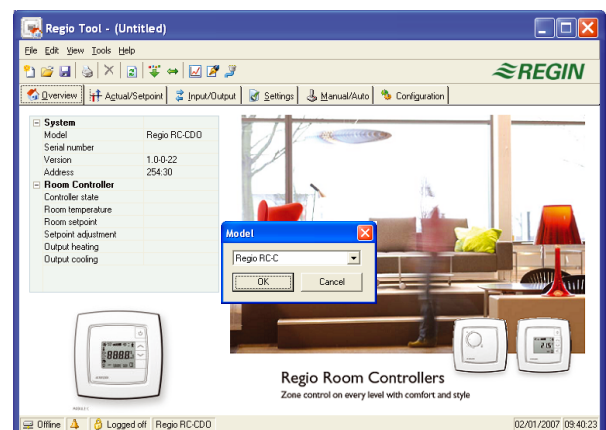 Regio Tool - (Untitled)
File Edit View Tools Help
REGIN
Overview Actual/Setpoint Input/Output Settings Manual/Auto Configuration
System
Model Regio RC-CDO
Serial number
Version 1.0-0-22
Address 254:30
Room Controller
Controller state
Room temperature
Room setpoint
Setpoint adjustment
Output heating
Output cooling
Model
Regio RC-C
OK Cancel
Regio Room Controllers
Zone control on every level with comfort and style
Offline Logged off Regio RC-CDO 02/01/2007 09:40:23